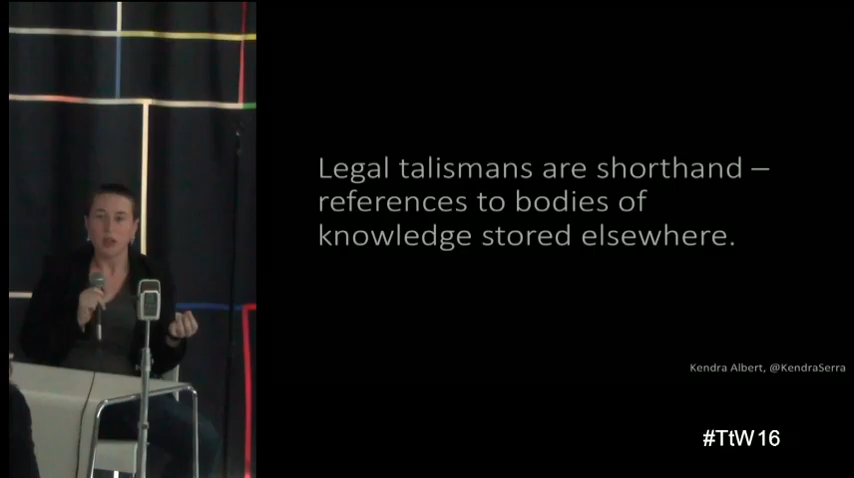 Legal talismans are shorthand –
references to bodies of
knowledge stored elsewhere.
Kendra Albert, @KendraSerra
#TtW16